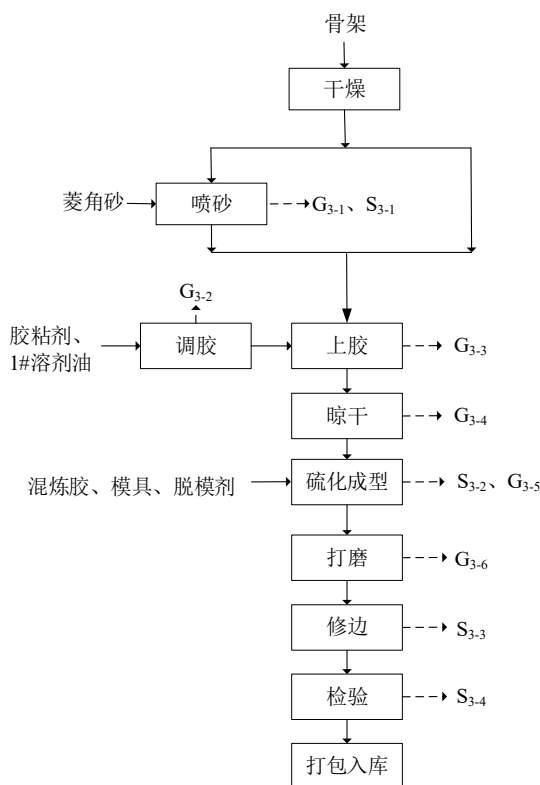 骨架
干燥
菱角砂
喷砂
G3-1、S3-1
G3-2
胶粘剂、
1#溶剂油
调胶
上胶
G3-3
晾干
G3-4
混炼胶、模具、脱模剂
硫化成型
S3-2、G3-5
打磨
G3-6
修边
S3-3
检验
S3-4
打包入库